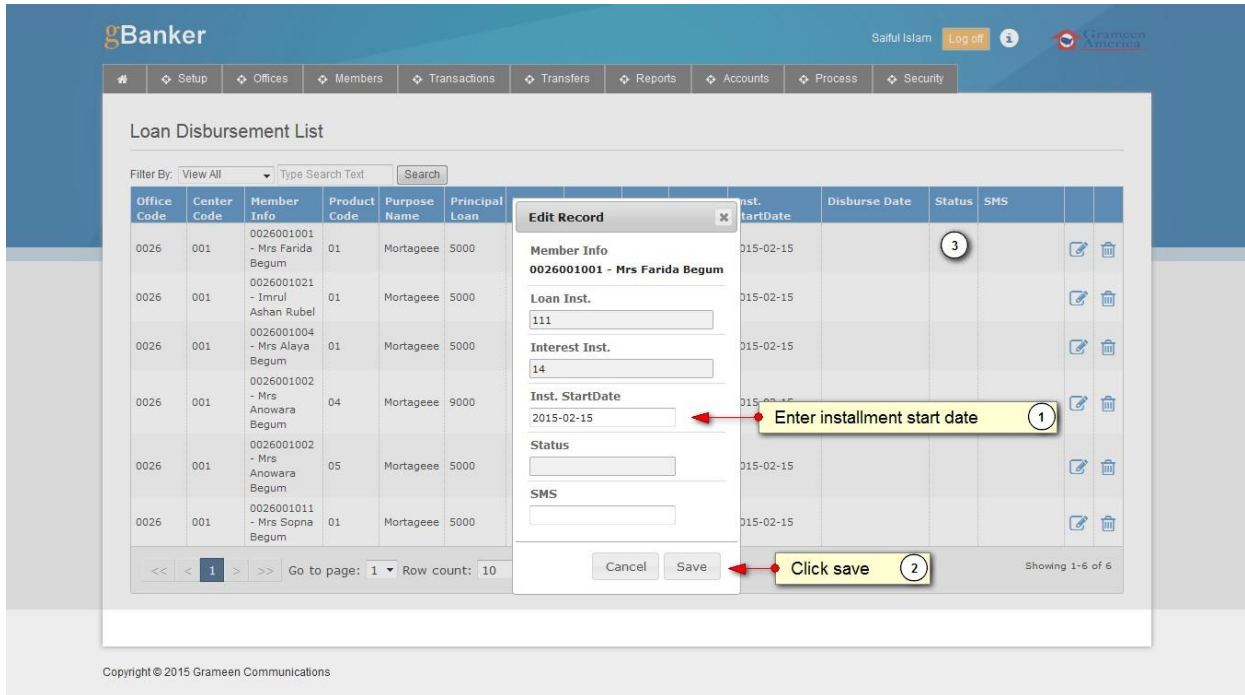 gBanker
Saiful Islam Log off i Grameen America
Setup Offices Members Transactions Transfers Reports Accounts Process Security
Loan Disbursement List
Filter By: View All Type Search Text Search
Office Code Center Code Member Info Product Code Purpose Name Principal Loan nst. tartDate Disburse Date Status SMS
0026 001 0026001001 - Mrs Farida Begum 01 Mortageee 5000 015-02-15 3
0026 001 0026001021 - Imrul Ashan Rubel 01 Mortageee 5000 015-02-15
0026 001 0026001004 - Mrs Alaya Begum 01 Mortageee 5000 015-02-15
0026 001 0026001002 - Mrs Anowara Begum 04 Mortageee 9000
0026 001 0026001002 - Mrs Anowara Begum 05 Mortageee 5000 015-02-15
0026 001 0026001011 - Mrs Sopna Begum 01 Mortageee 5000 015-02-15
<< < 1 > >> Go to page: 1 Row count: 10
Showing 1-6 of 6
Edit Record
Member Info
0026001001 - Mrs Farida Begum
Loan Inst.
111
Interest Inst.
14
Inst. StartDate
2015-02-15
Enter installment start date 1
Status
SMS
Cancel Save
Click save 2
Copyright © 2015 Grameen Communications